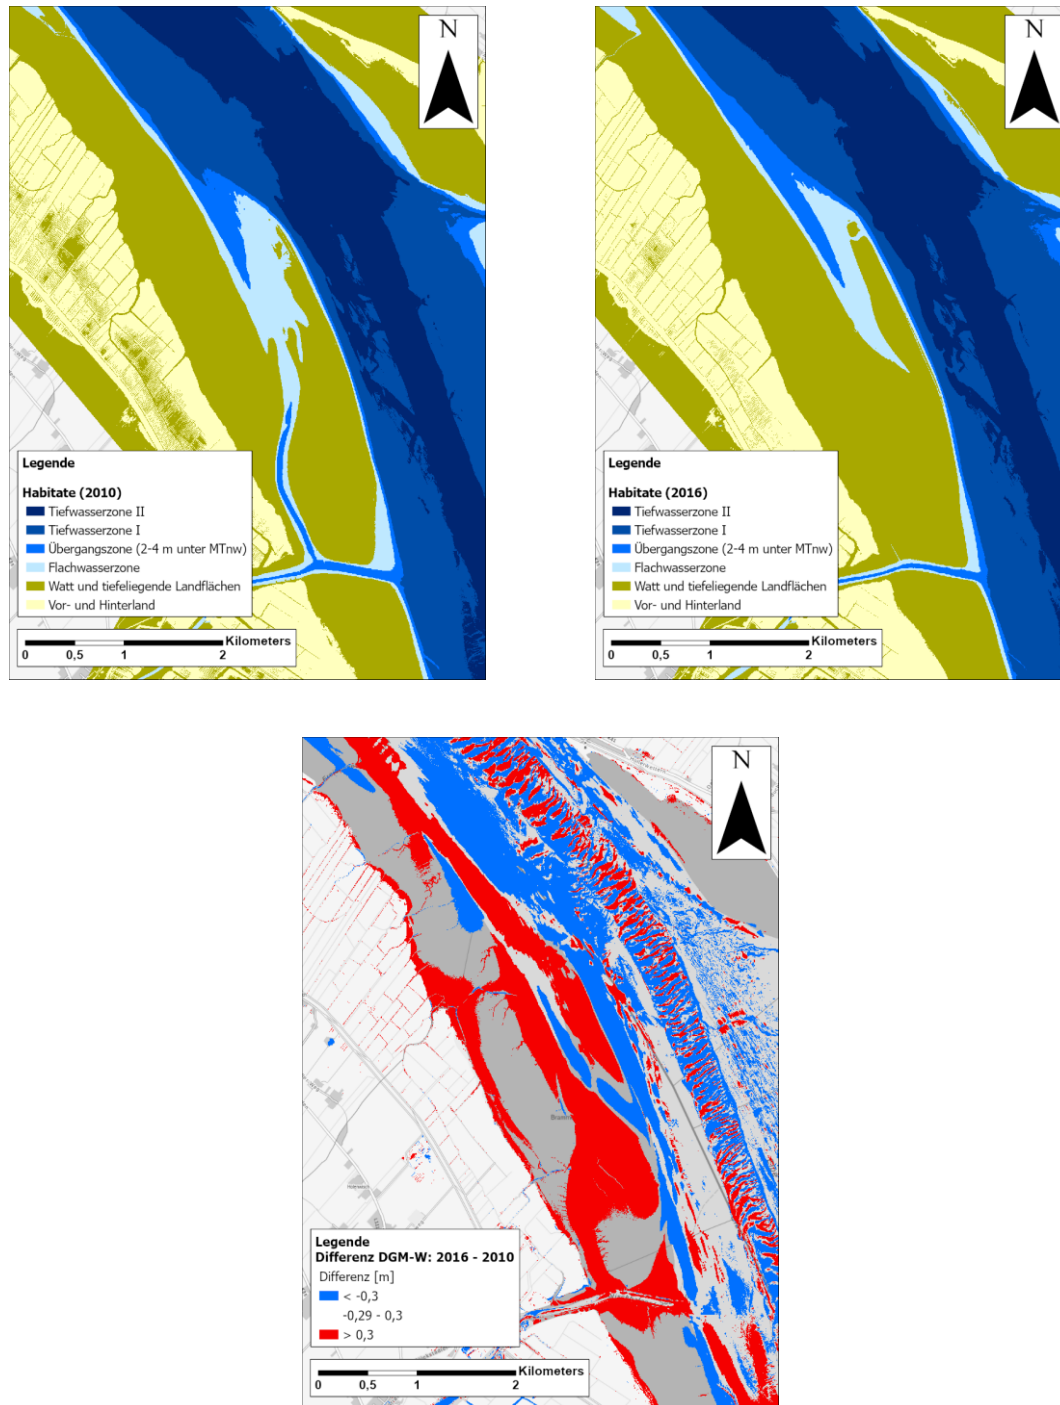 N
Legende
Habitate (2010)
Tiefwasserzone II
Tiefwasserzone I
Übergangszone (2-4 m unter MTnw)
Flachwasserzone
Watt und tiefeliegende Landflächen
Vor- und Hinterland
Kilometers
0 0,5 1 2
N
Legende
Habitate (2016)
Tiefwasserzone II
Tiefwasserzone I
Übergangszone (2-4 m unter MTnw)
Flachwasserzone
Watt und tiefeliegende Landflächen
Vor- und Hinterland
Kilometers
0 0,5 1 2
N
Legende
Differenz DGM-W: 2016 - 2010
Differenz [m]
< -0,3
-0,29 - 0,3
> 0,3
Kilometers
0 0,5 1 2